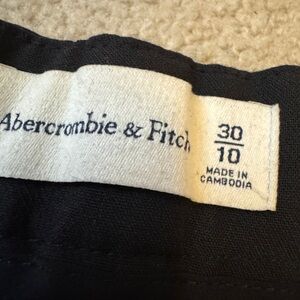 Abercrombie & Fitch
30
10
MADE IN
CAMBODIA